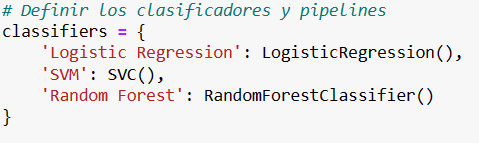 # Definir los clasificadores y pipelines
classifiers = {
    'Logistic Regression': LogisticRegression(),
    'SVM': SVC(),
    'Random Forest': RandomForestClassifier()
}